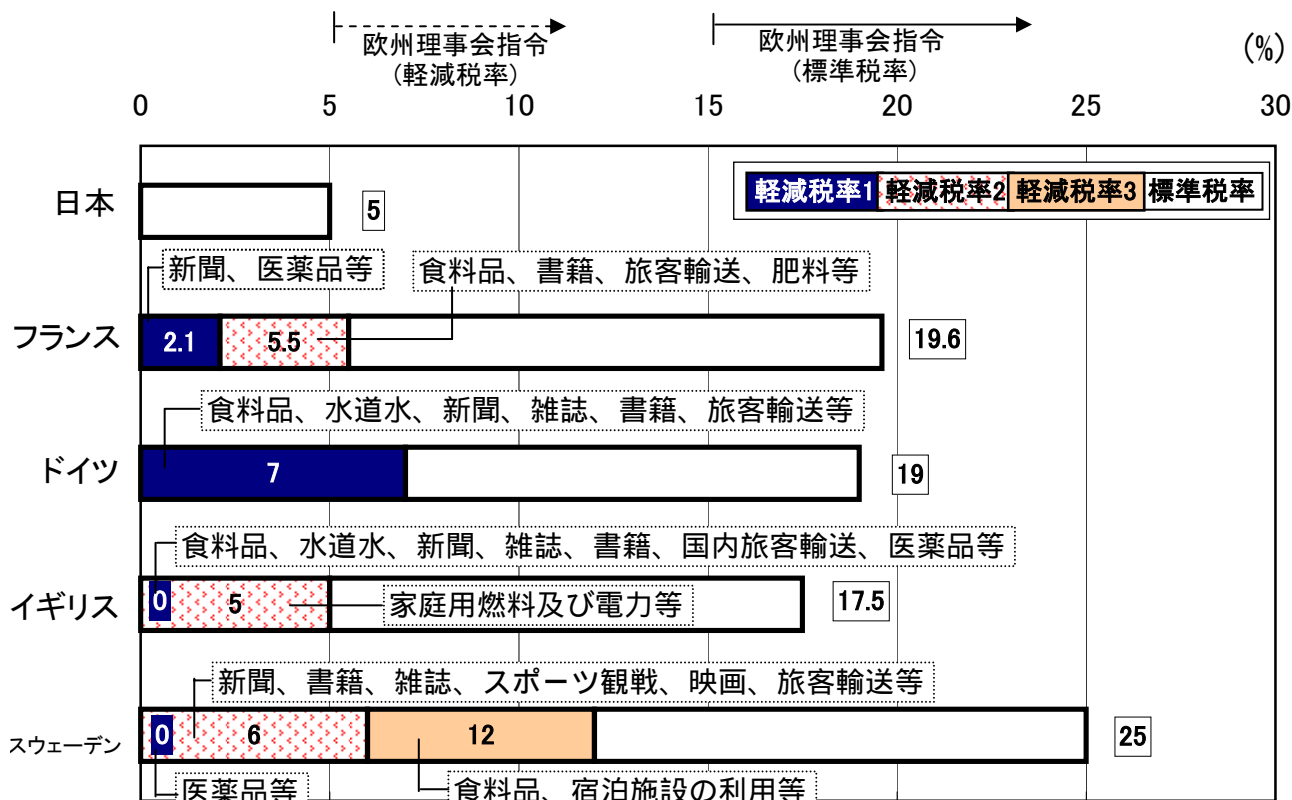 欧州理事会指令
(軽減税率)
欧州理事会指令
(標準税率)
(%)
0 5 10 15 20 25 30
軽減税率1 軽減税率2 軽減税率3 標準税率
日本
5
新聞、医薬品等
食料品、書籍、旅客輸送、肥料等
フランス
2.1 5.5
19.6
食料品、水道水、新聞、雑誌、書籍、旅客輸送等
ドイツ
7
19
食料品、水道水、新聞、雑誌、書籍、国内旅客輸送、医薬品等
イギリス
0 5
家庭用燃料及び電力等
17.5
新聞、書籍、雑誌、スポーツ観戦、映画、旅客輸送等
スウェーデン
0 6 12
25
医薬品等
食料品、宿泊施設の利用等